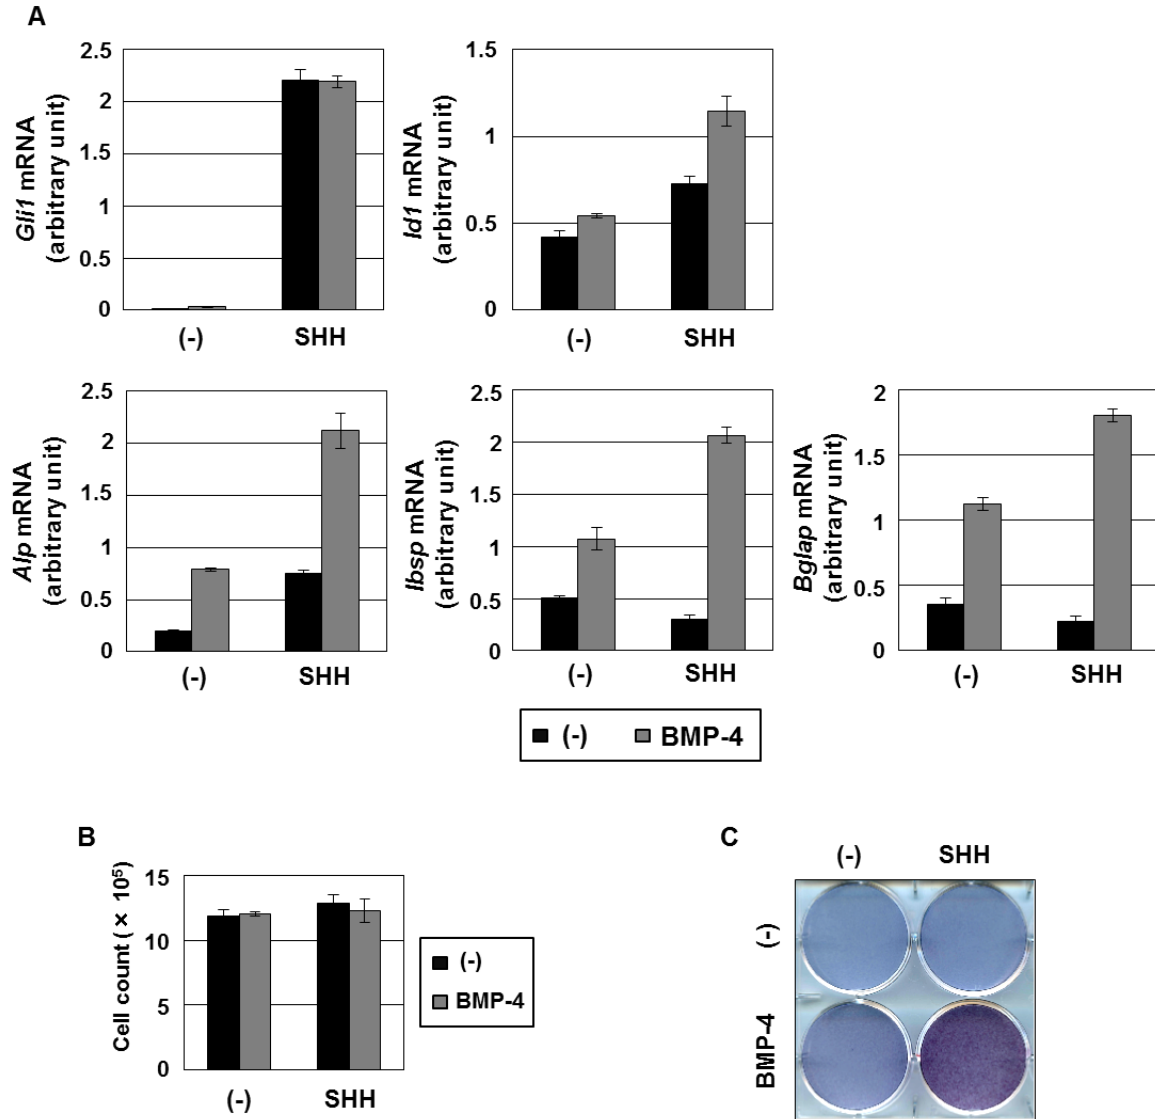 A
Gli1 mRNA
(arbitrary unit)
2.5
2
1.5
1
0.5
0
(-)
SHH
Id1 mRNA
(arbitrary unit)
1.5
1
0.5
0
(-)
SHH
Alp mRNA
(arbitrary unit)
2.5
2
1.5
1
0.5
0
(-)
SHH
Ibsp mRNA
(arbitrary unit)
2.5
2
1.5
1
0.5
0
(-)
SHH
Bglap mRNA
(arbitrary unit)
2
1.5
1
0.5
0
(-)
SHH
(-) BMP-4
B
Cell count ( × 10⁵)
15
10
5
0
(-)
SHH
(-)
BMP-4
C
(-) SHH
(-)
BMP-4